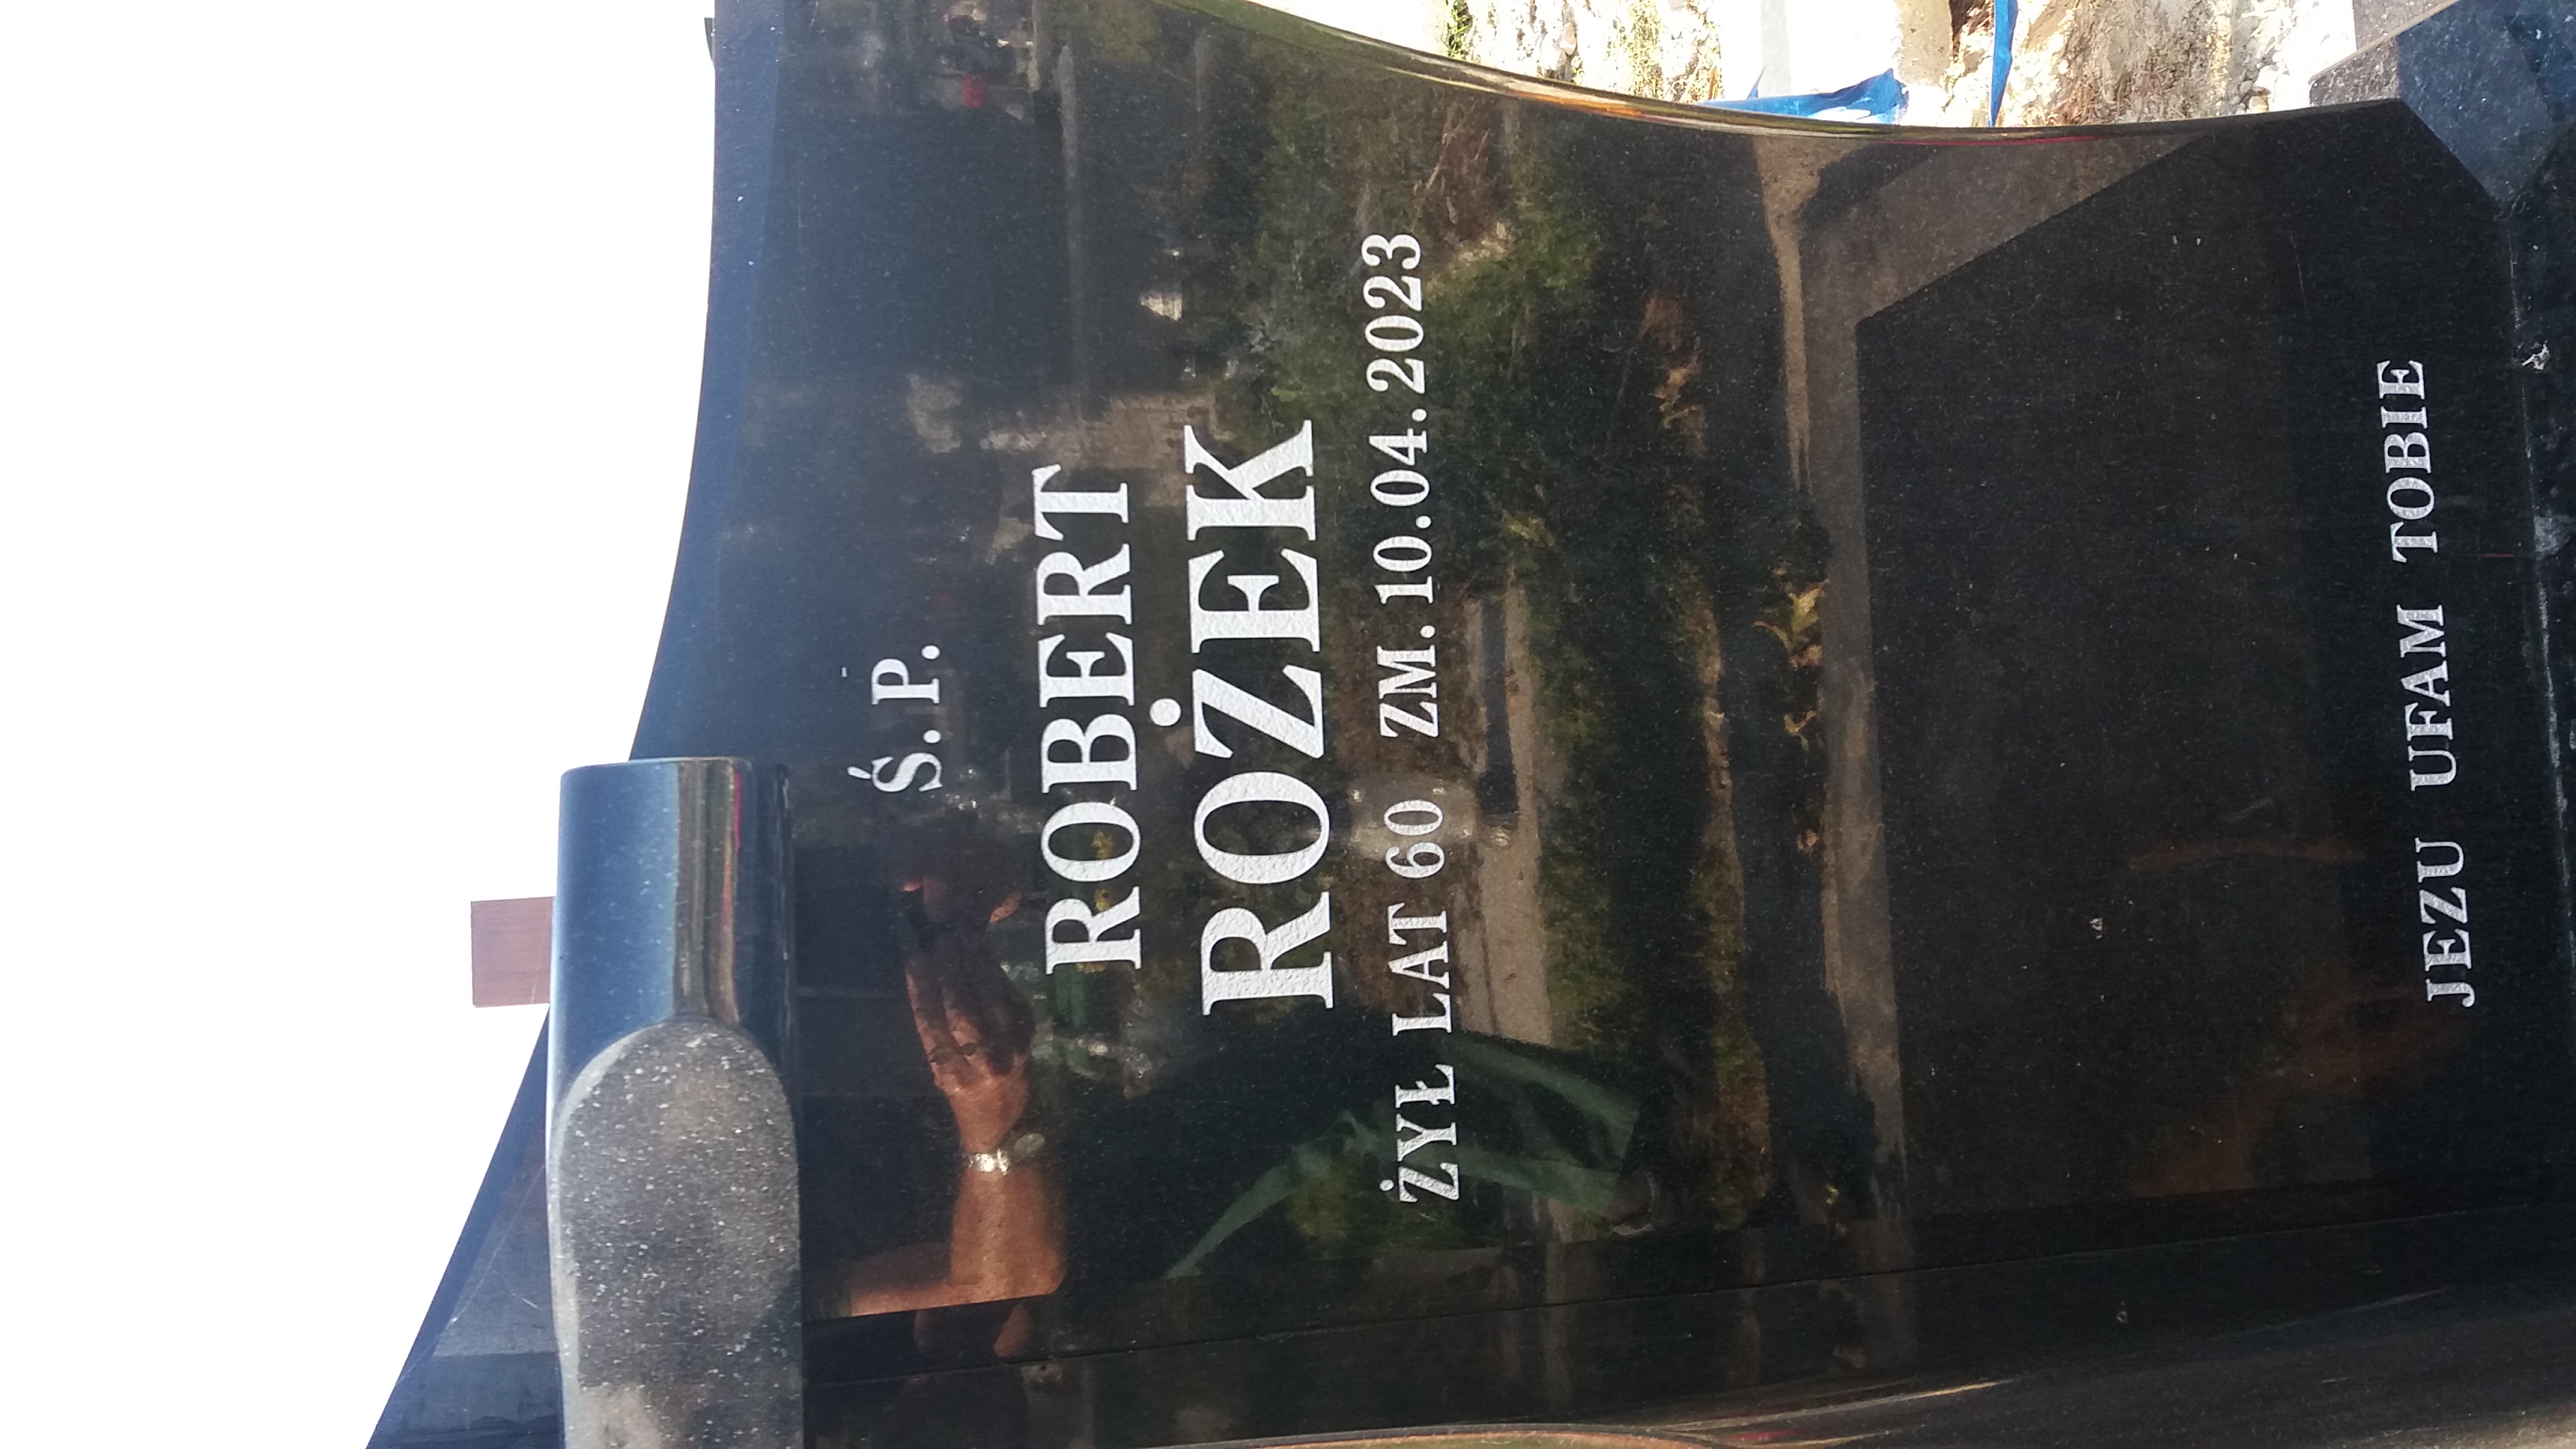 Ś. P.
ROBERT
ROŻEK
ŻYŁ LAT 60 ZM. 10.04.2023
JEZU UFAM TOBIE